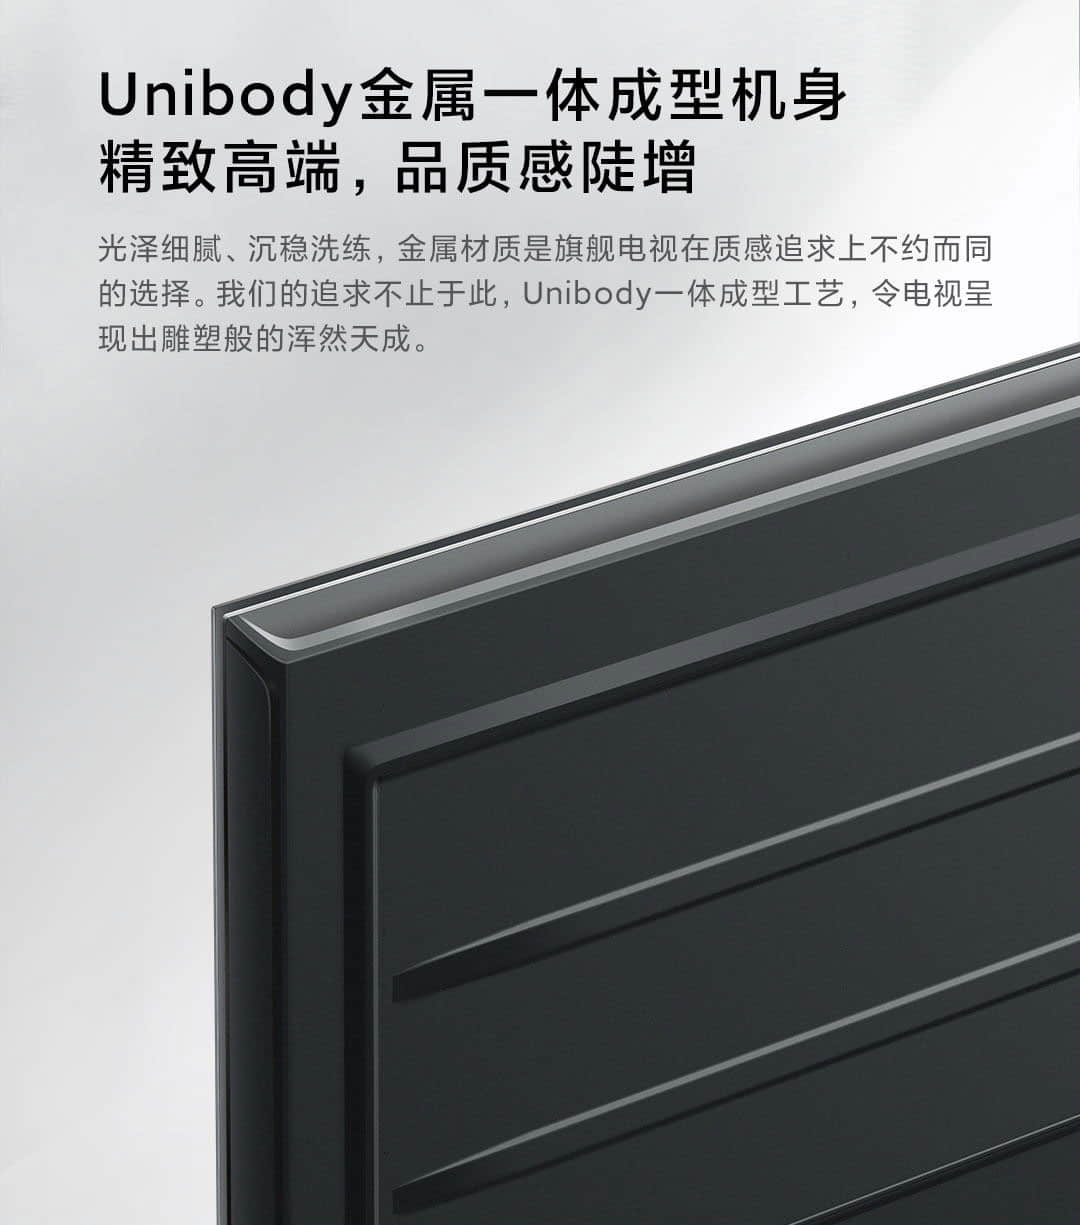 Unibody金属一体成型机身
精致高端，品质感陡增
光泽细腻、沉稳洗练，金属材质是旗舰电视在质感追求上不约而同
的选择。我们的追求不止于此，Unibody一体成型工艺，令电视呈
现出雕塑般的浑然天成。